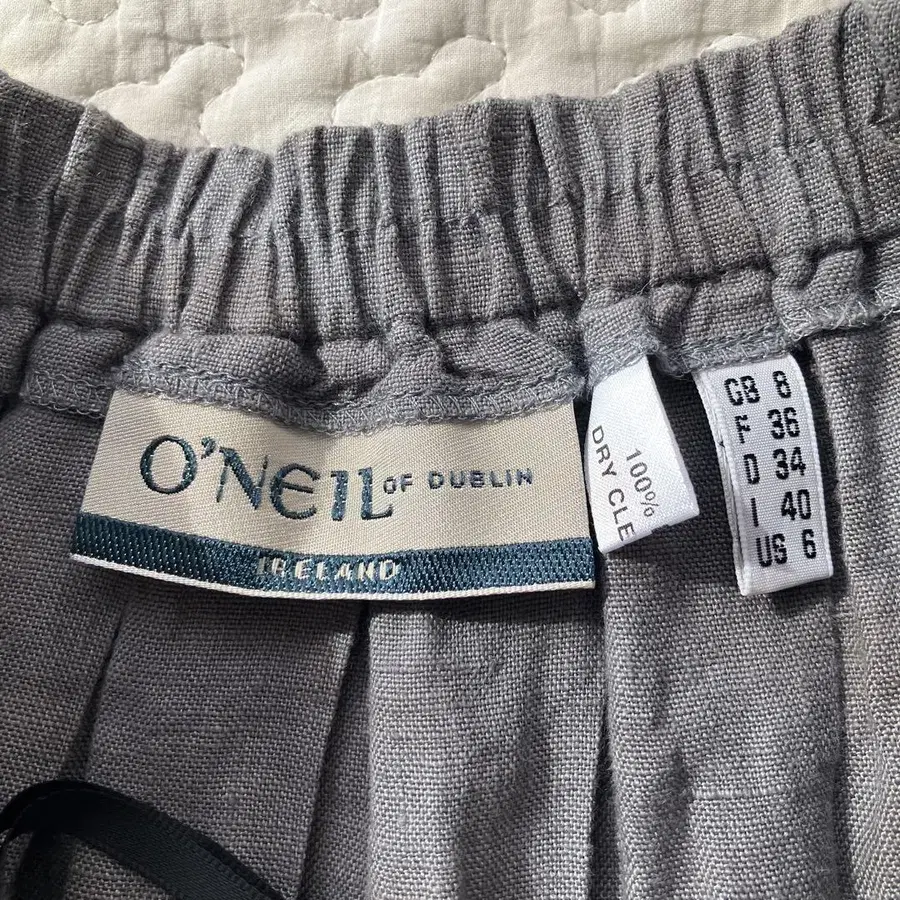 O'NEIL OF DUBLIN
IRELAND
100%
DRY CLE
GB 8
F 36
D 34
I 40
US 6